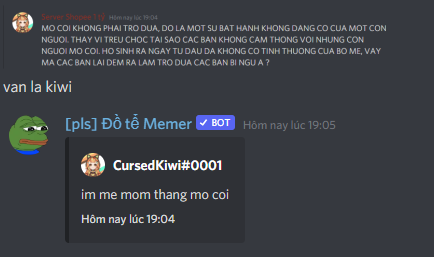 Hôm nay lúc 19:04
MO COI KHONG PHAI TRO DUA, DO LA MOT SU BAT HANH KHONG DANG CO CUA MOT CON
NGUOI. THAY VI TREU CHOC TAI SAO CAC BAN KHONG CAM THONG VOI NHUNG CON
NGUOI MO COI. HO SINH RA NGAY TU DAU DA KHONG CO TINH THUONG CUA BO ME, VAY
MA CAC BAN LAI DEM RA LAM TRO DUA CAC BAN BI NGU A ?
van la kiwi
[pls] Đồ tể Memer ✓ BOT Hôm nay lúc 19:05
CursedKiwi#0001
im me mom thang mo coi
Hôm nay lúc 19:04